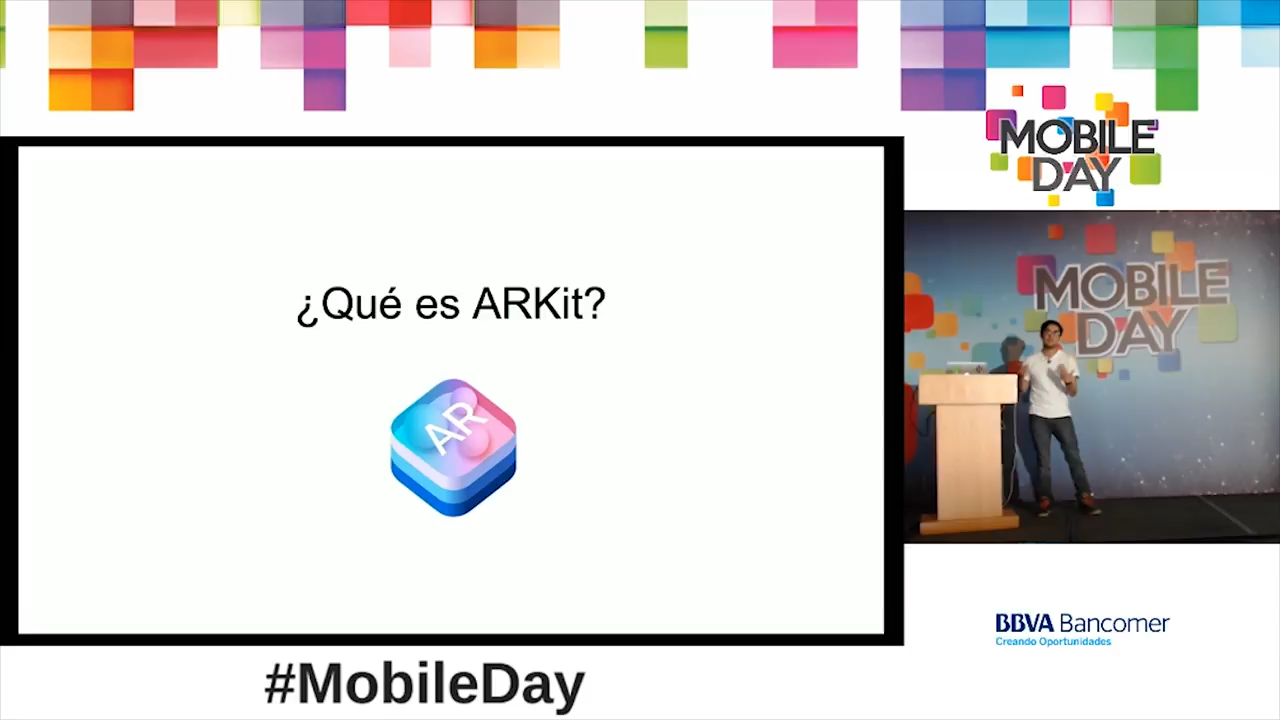 MOBILE
DAY
¿Qué es ARKit?
AR
MOBILE
DAY
BBVA Bancomer
Creando Oportunidades
#MobileDay